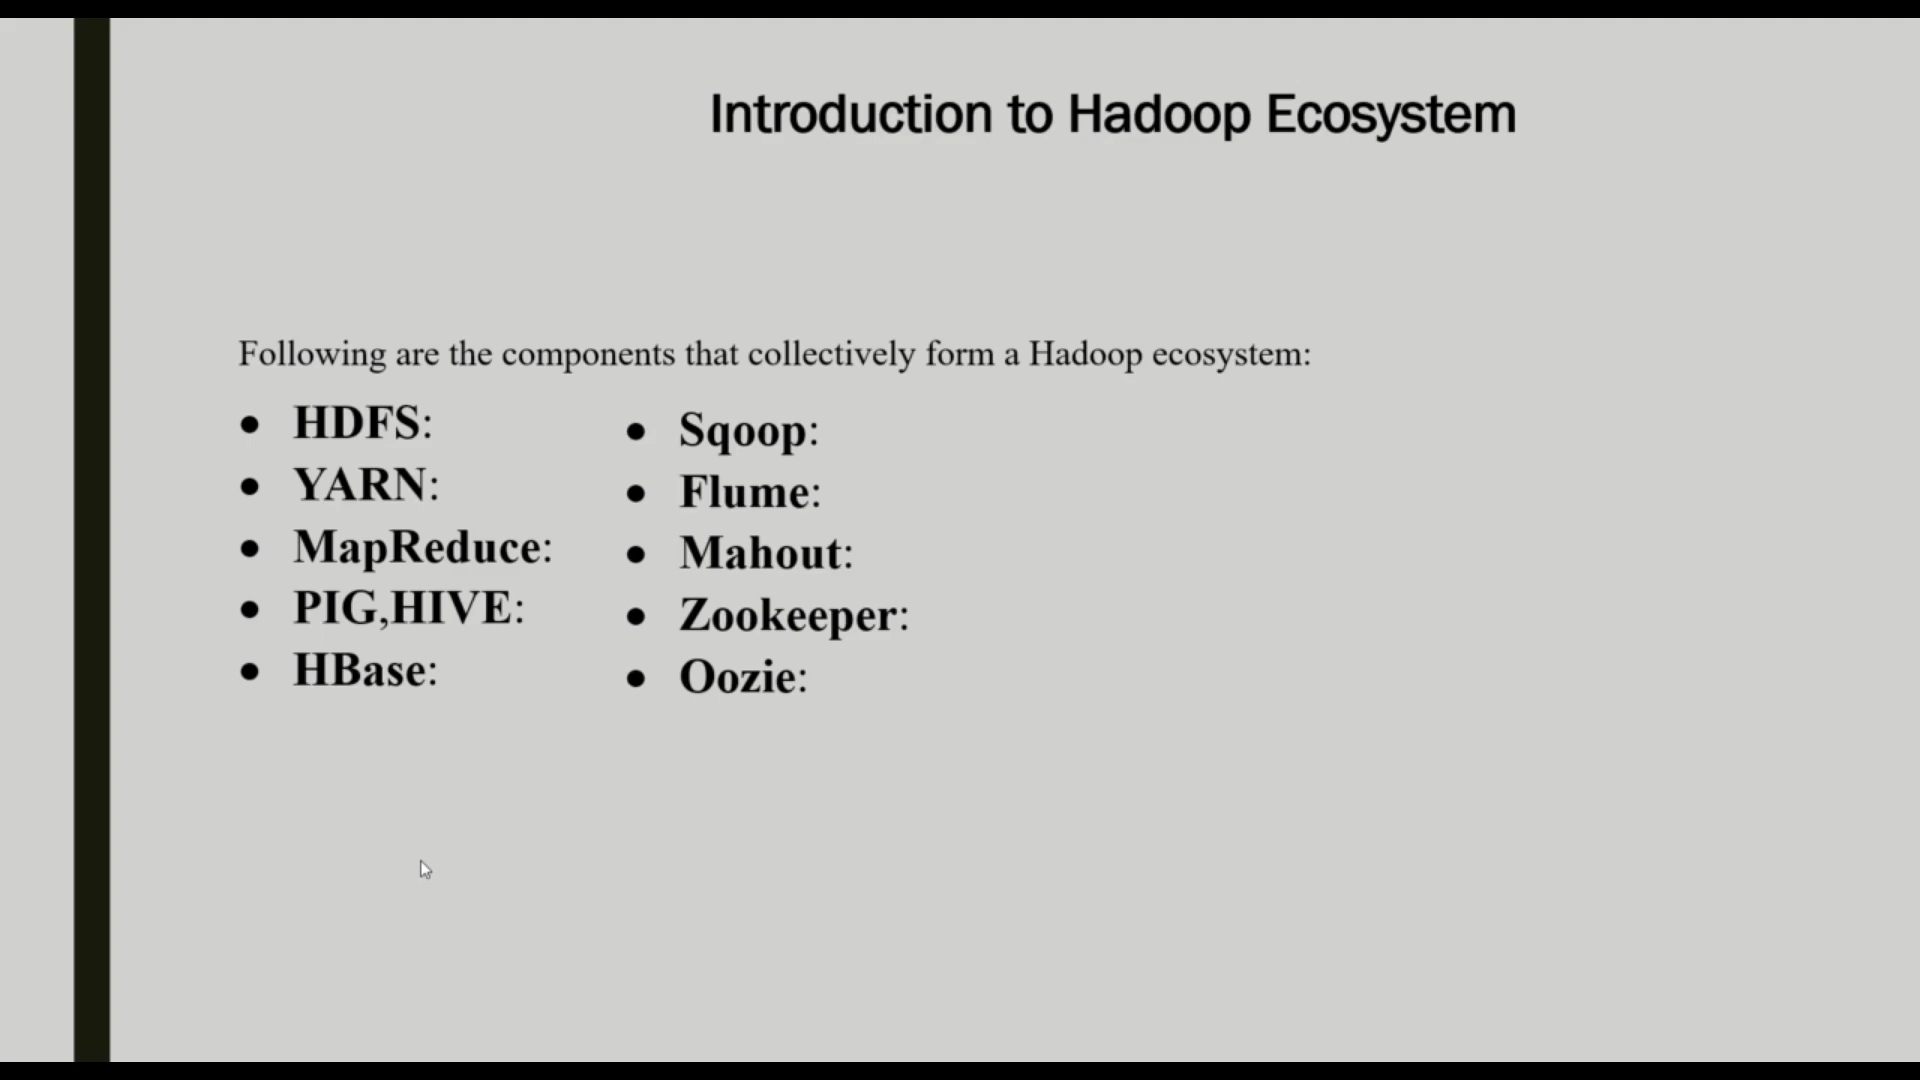 Introduction to Hadoop Ecosystem
Following are the components that collectively form a Hadoop ecosystem:
• HDFS:
• YARN:
• MapReduce:
• PIG,HIVE:
• HBase:
• Sqoop:
• Flume:
• Mahout:
• Zookeeper:
• Oozie: